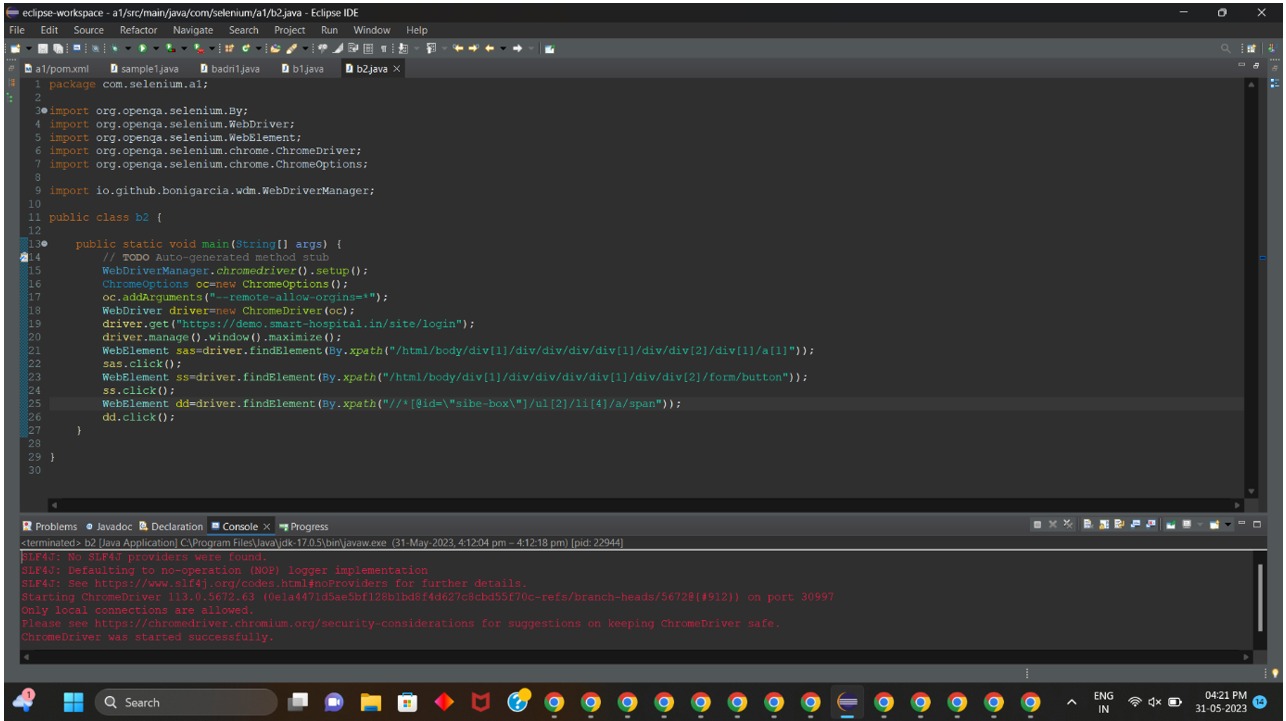 eclipse-workspace - a1/src/main/java/com/selenium/a1/b2.java - Eclipse IDE
File Edit Source Refactor Navigate Search Project Run Window Help
a1/pom.xml sample1.java badri1.java b1.java b2.java
1 package com.selenium.a1;
2
3 import org.openqa.selenium.By;
4 import org.openqa.selenium.WebDriver;
5 import org.openqa.selenium.WebElement;
6 import org.openqa.selenium.chrome.ChromeDriver;
7 import org.openqa.selenium.chrome.ChromeOptions;
8
9 import io.github.bonigarcia.wdm.WebDriverManager;
10
11 public class b2 {
12
13 public static void main(String[] args) {
14 // TODO Auto-generated method stub
15 WebDriverManager.chromedriver().setup();
16 ChromeOptions oc=new ChromeOptions();
17 oc.addArguments("--remote-allow-orgins=*");
18 WebDriver driver=new ChromeDriver(oc);
19 driver.get("https://demo.smart-hospital.in/site/login");
20 driver.manage().window().maximize();
21 WebElement sas=driver.findElement(By.xpath("/html/body/div[1]/div/div/div/div[1]/div/div[2]/div[1]/a[1]"));
22 sas.click();
23 WebElement ss=driver.findElement(By.xpath("/html/body/div[1]/div/div/div/div[1]/div/div[2]/form/button"));
24 ss.click();
25 WebElement dd=driver.findElement(By.xpath("//*[@id=\"sibe-box\"]/ul[2]/li[4]/a/span"));
26 dd.click();
27 }
28
29 }
30
Problems Javadoc Declaration Console Progress
<terminated> b2 [Java Application] C:\Program Files\Java\jdk-17.0.5\bin\javaw.exe (31-May-2023, 4:12:04 pm – 4:12:18 pm) [pid: 22944]
SLF4J: No SLF4J providers were found.
SLF4J: Defaulting to no-operation (NOP) logger implementation
SLF4J: See https://www.slf4j.org/codes.html#noProviders for further details.
Starting ChromeDriver 113.0.5672.63 (0e1a4471d5ae5bf128b1bd8f4d627c8cbd55f70c-refs/branch-heads/5672@{#912}) on port 30997
Only local connections are allowed.
Please see https://chromedriver.chromium.org/security-considerations for suggestions on keeping ChromeDriver safe.
ChromeDriver was started successfully.
1 Search ENG 04:21 PM
IN 31-05-2023 14